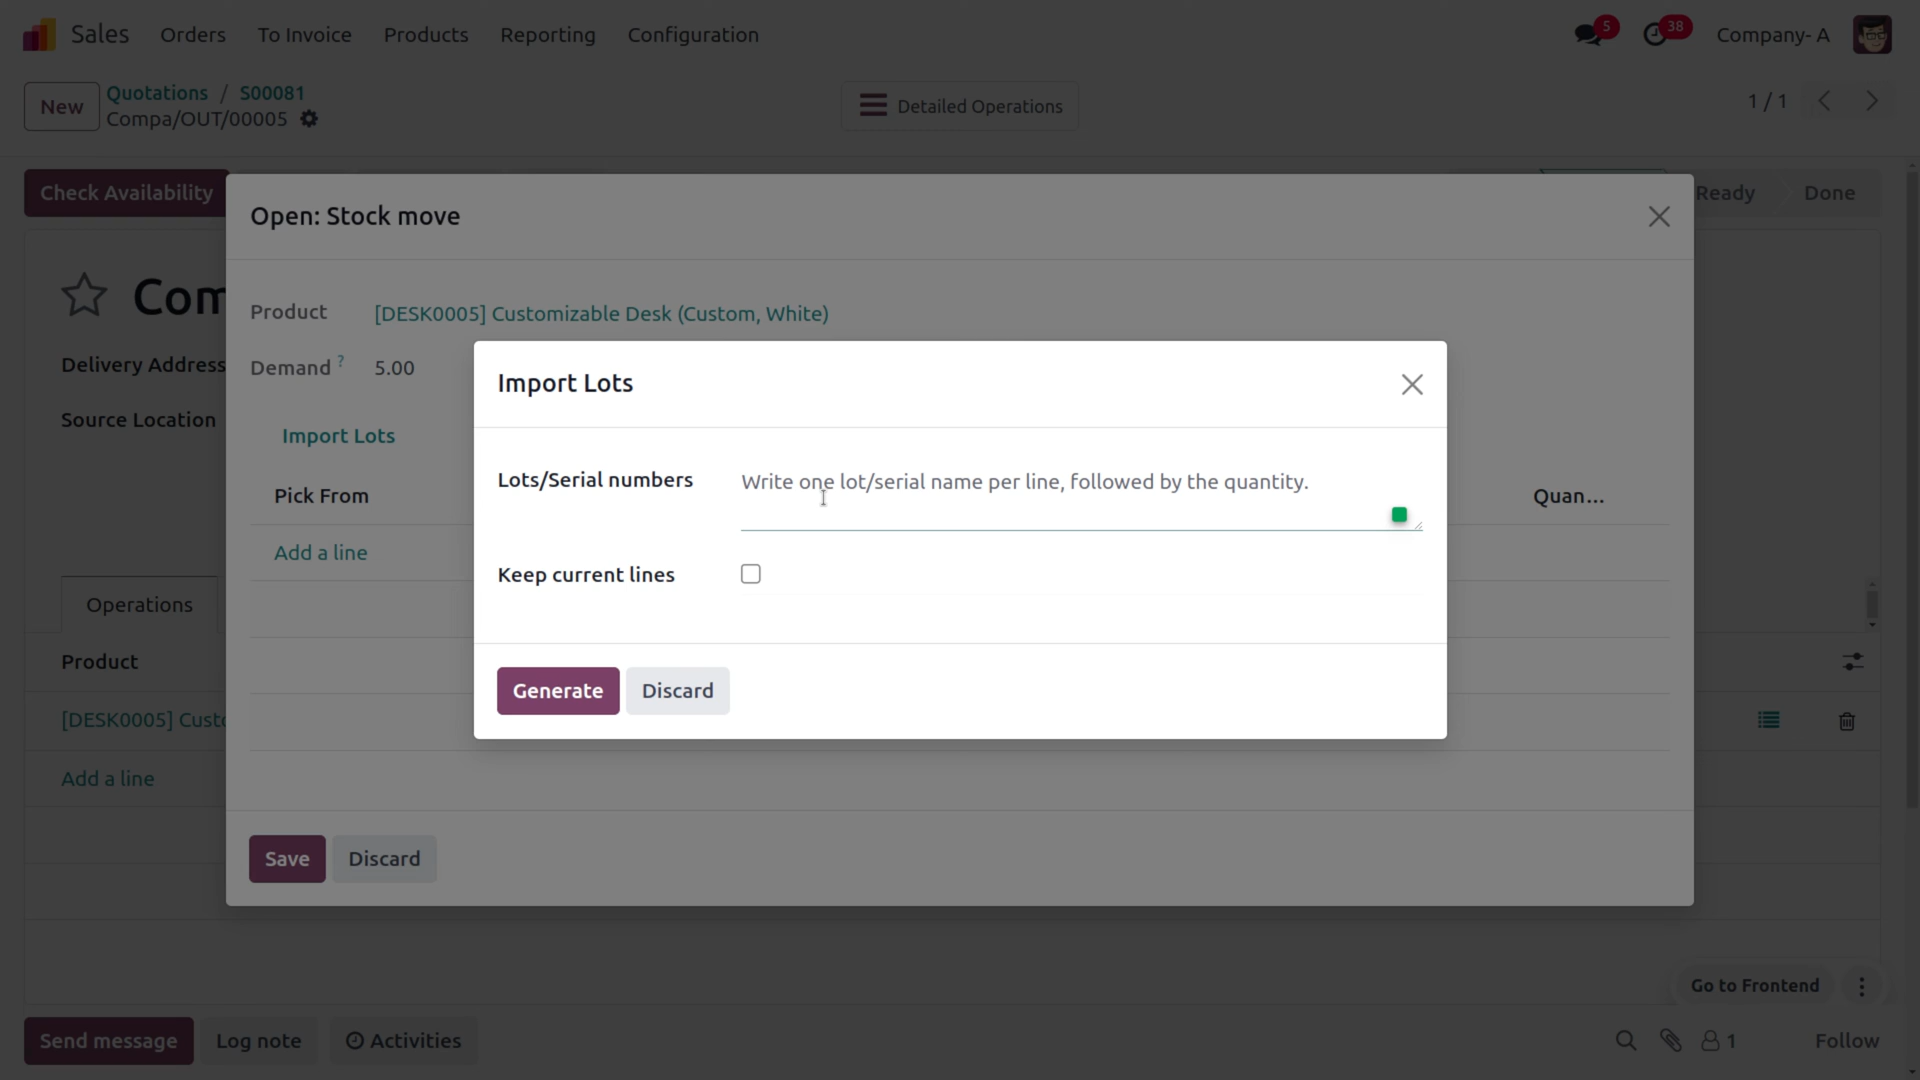 Sales
Orders
To Invoice
Products
Reporting
Configuration
5
38
Company- A
New
Quotations / S00081
Compa/OUT/00005
Detailed Operations
1 / 1
Check Availability
Ready
Done
Open: Stock move
Com
Product
[DESK0005] Customizable Desk (Custom, White)
Delivery Address
Demand ?
5.00
Source Location
Import Lots
Import Lots
Lots/Serial numbers
Write one lot/serial name per line, followed by the quantity.
Pick From
Quan...
Add a line
Keep current lines
Operations
Product
Generate
Discard
[DESK0005] Custo
Add a line
Save
Discard
Go to Frontend
Send message
Log note
Activities
1
Follow